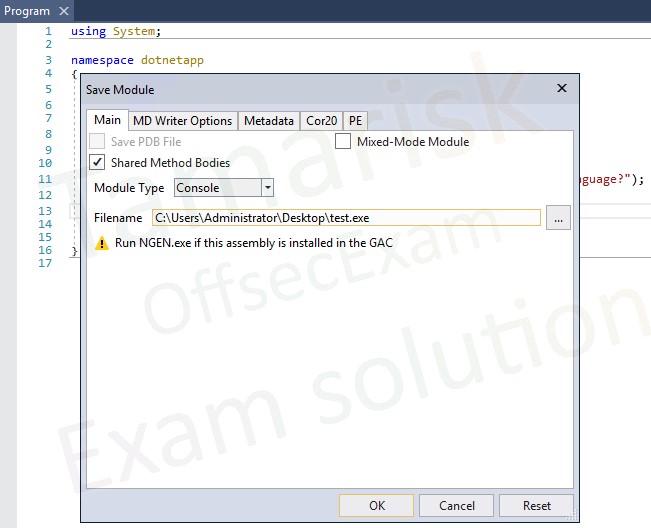 Program
1 using System;
2
3 namespace dotnetapp
4 {
5
Save Module
6
7 Main MD Writer Options Metadata Cor20 PE
8 Save PDB File Mixed-Mode Module
9
10 Shared Method Bodies
11 Module Type Console nguage?");
12
13 Filename C:\Users\Administrator\Desktop\test.exe ...
14
15 Run NGEN.exe if this assembly is installed in the GAC
16 }
17
Tamarisk
OffsecExam
Exam solution
OK Cancel Reset